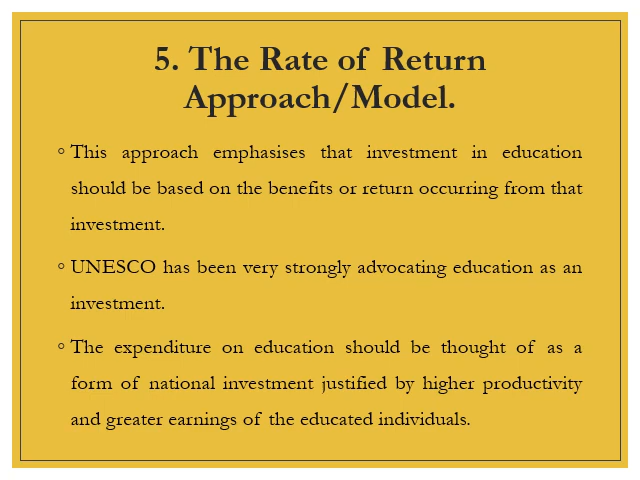 5. The Rate of Return
Approach/Model.
◦ This approach emphasises that investment in education
should be based on the benefits or return occurring from that
investment.
◦ UNESCO has been very strongly advocating education as an
investment.
◦ The expenditure on education should be thought of as a
form of national investment justified by higher productivity
and greater earnings of the educated individuals.